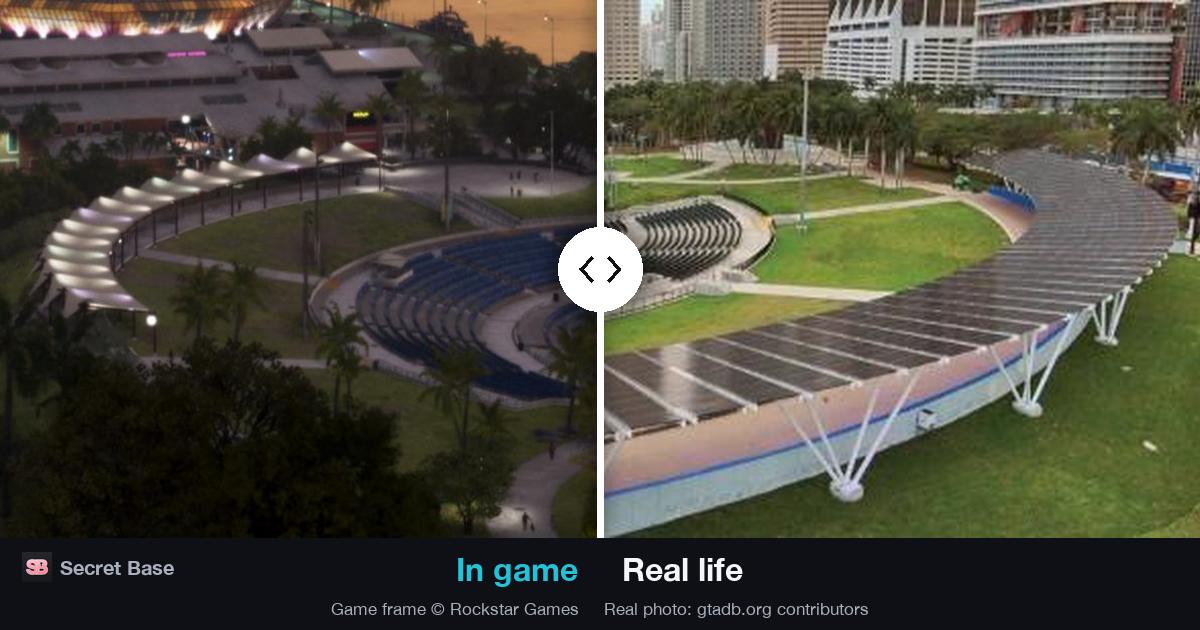 SB Secret Base
In game
Real life
Game frame © Rockstar Games
Real photo: gtadb.org contributors